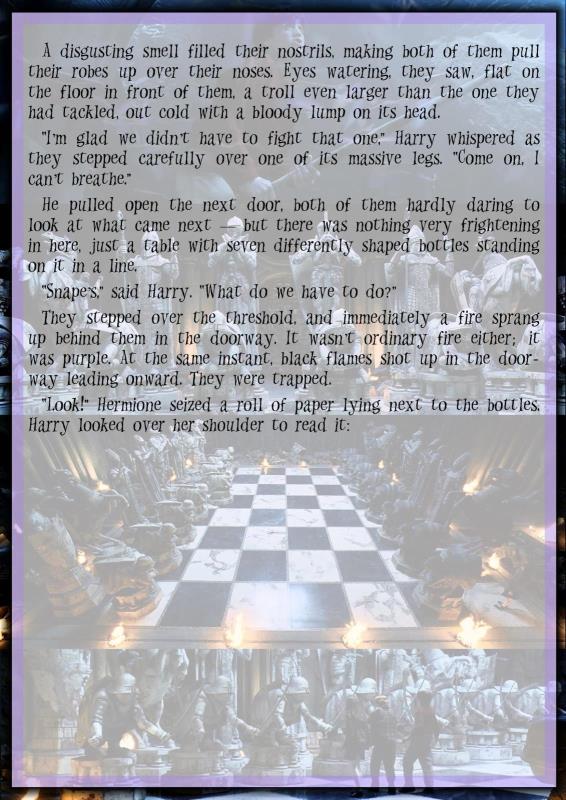 A disgusting smell filled their nostrils, making both of them pull
their robes up over their noses. Eyes watering, they saw, flat on
the floor in front of them, a troll even larger than the one they
had tackled, out cold with a bloody lump on its head.
"I'm glad we didn't have to fight that one," Harry whispered as
they stepped carefully over one of its massive legs. "Come on, I
can't breathe."
He pulled open the next door, both of them hardly daring to
look at what came next — but there was nothing very frightening
in here, just a table with seven differently shaped bottles standing
on it in a line.
"Snape's," said Harry. "What do we have to do?"
They stepped over the threshold, and immediately a fire sprang
up behind them in the doorway. It wasn't ordinary fire either; it
was purple. At the same instant, black flames shot up in the door-
way leading onward. They were trapped.
"Look!" Hermione seized a roll of paper lying next to the bottles.
Harry looked over her shoulder to read it: